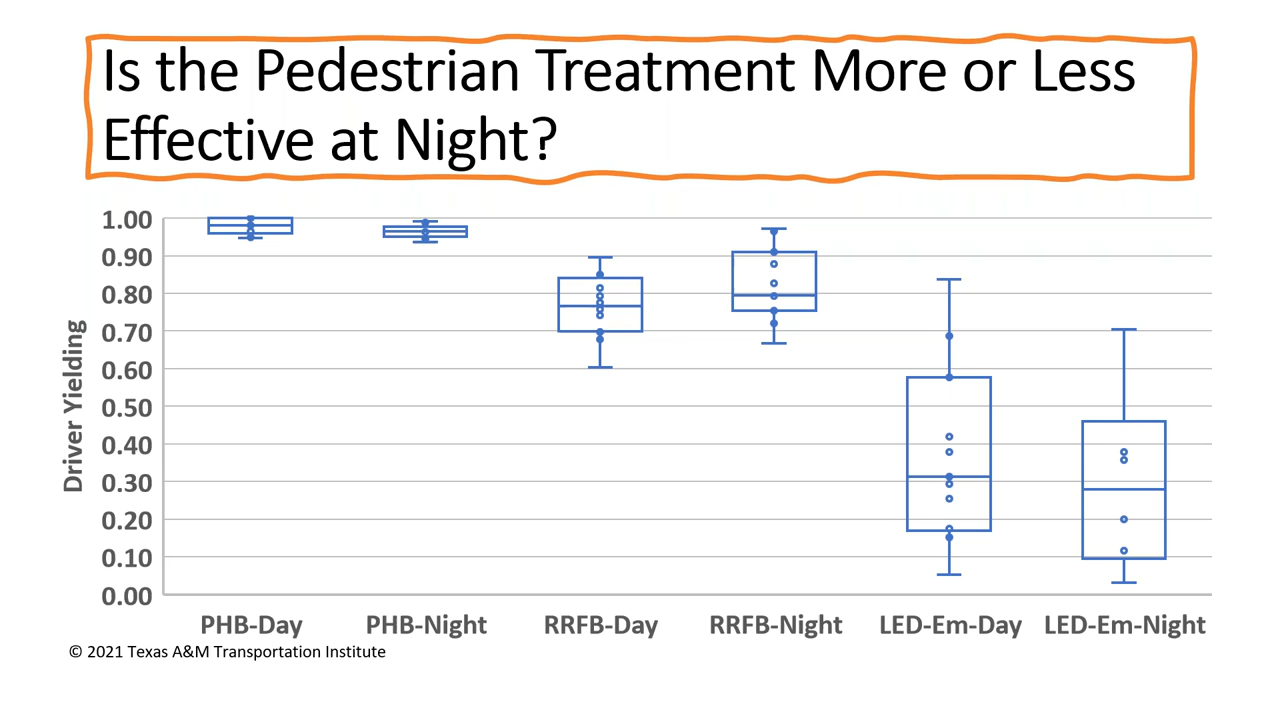 Is the Pedestrian Treatment More or Less
Effective at Night?
Driver Yielding
1.00
0.90
0.80
0.70
0.60
0.50
0.40
0.30
0.20
0.10
0.00
PHB-Day PHB-Night RRFB-Day RRFB-Night LED-Em-Day LED-Em-Night
© 2021 Texas A&M Transportation Institute